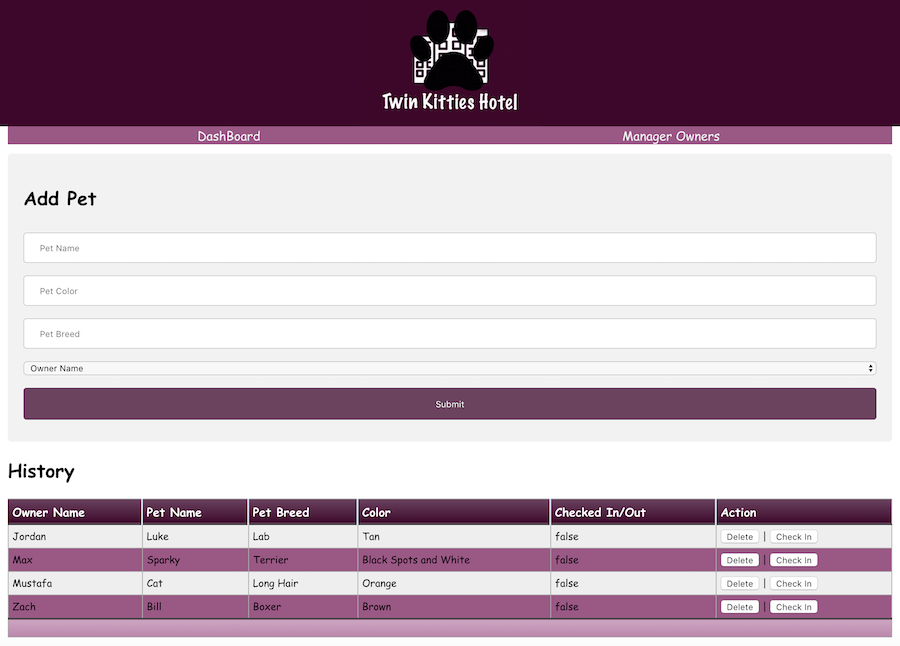 Twin Kitties Hotel
DashBoard Manager Owners
Add Pet
Pet Name
Pet Color
Pet Breed
Owner Name
Submit
History
Owner Name Pet Name Pet Breed Color Checked In/Out Action
Jordan Luke Lab Tan false Delete | Check In
Max Sparky Terrier Black Spots and White false Delete | Check In
Mustafa Cat Long Hair Orange false Delete | Check In
Zach Bill Boxer Brown false Delete | Check In